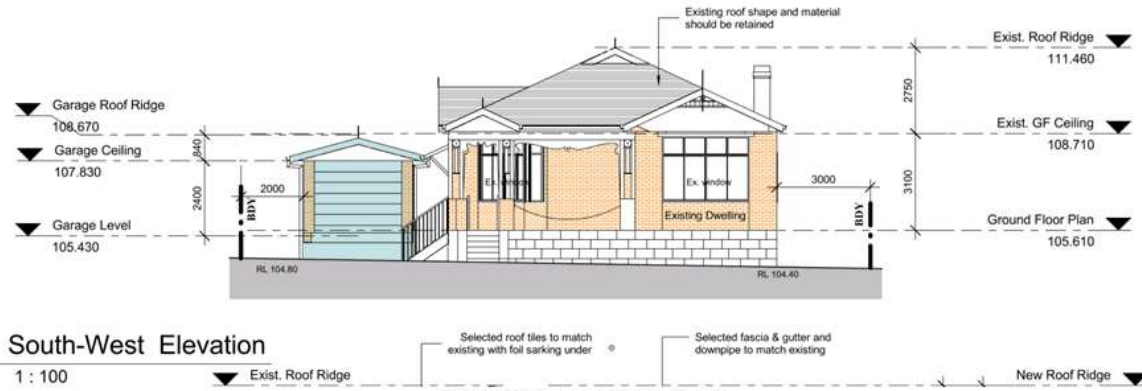 Existing roof shape and material
should be retained
Exist. Roof Ridge
111.460
2750
Garage Roof Ridge
108.670
Exist. GF Ceiling
108.710
840
Garage Ceiling
107.830
2400
2000
BDY
Ex. window
Ex. window
3000
3100
BDY
Existing Dwelling
Garage Level
105.430
Ground Floor Plan
105.610
RL 104.80
RL 104.40
South-West Elevation
1 : 100
Selected roof tiles to match
existing with foil sarking under
Selected fascia & gutter and
downpipe to match existing
Exist. Roof Ridge
New Roof Ridge